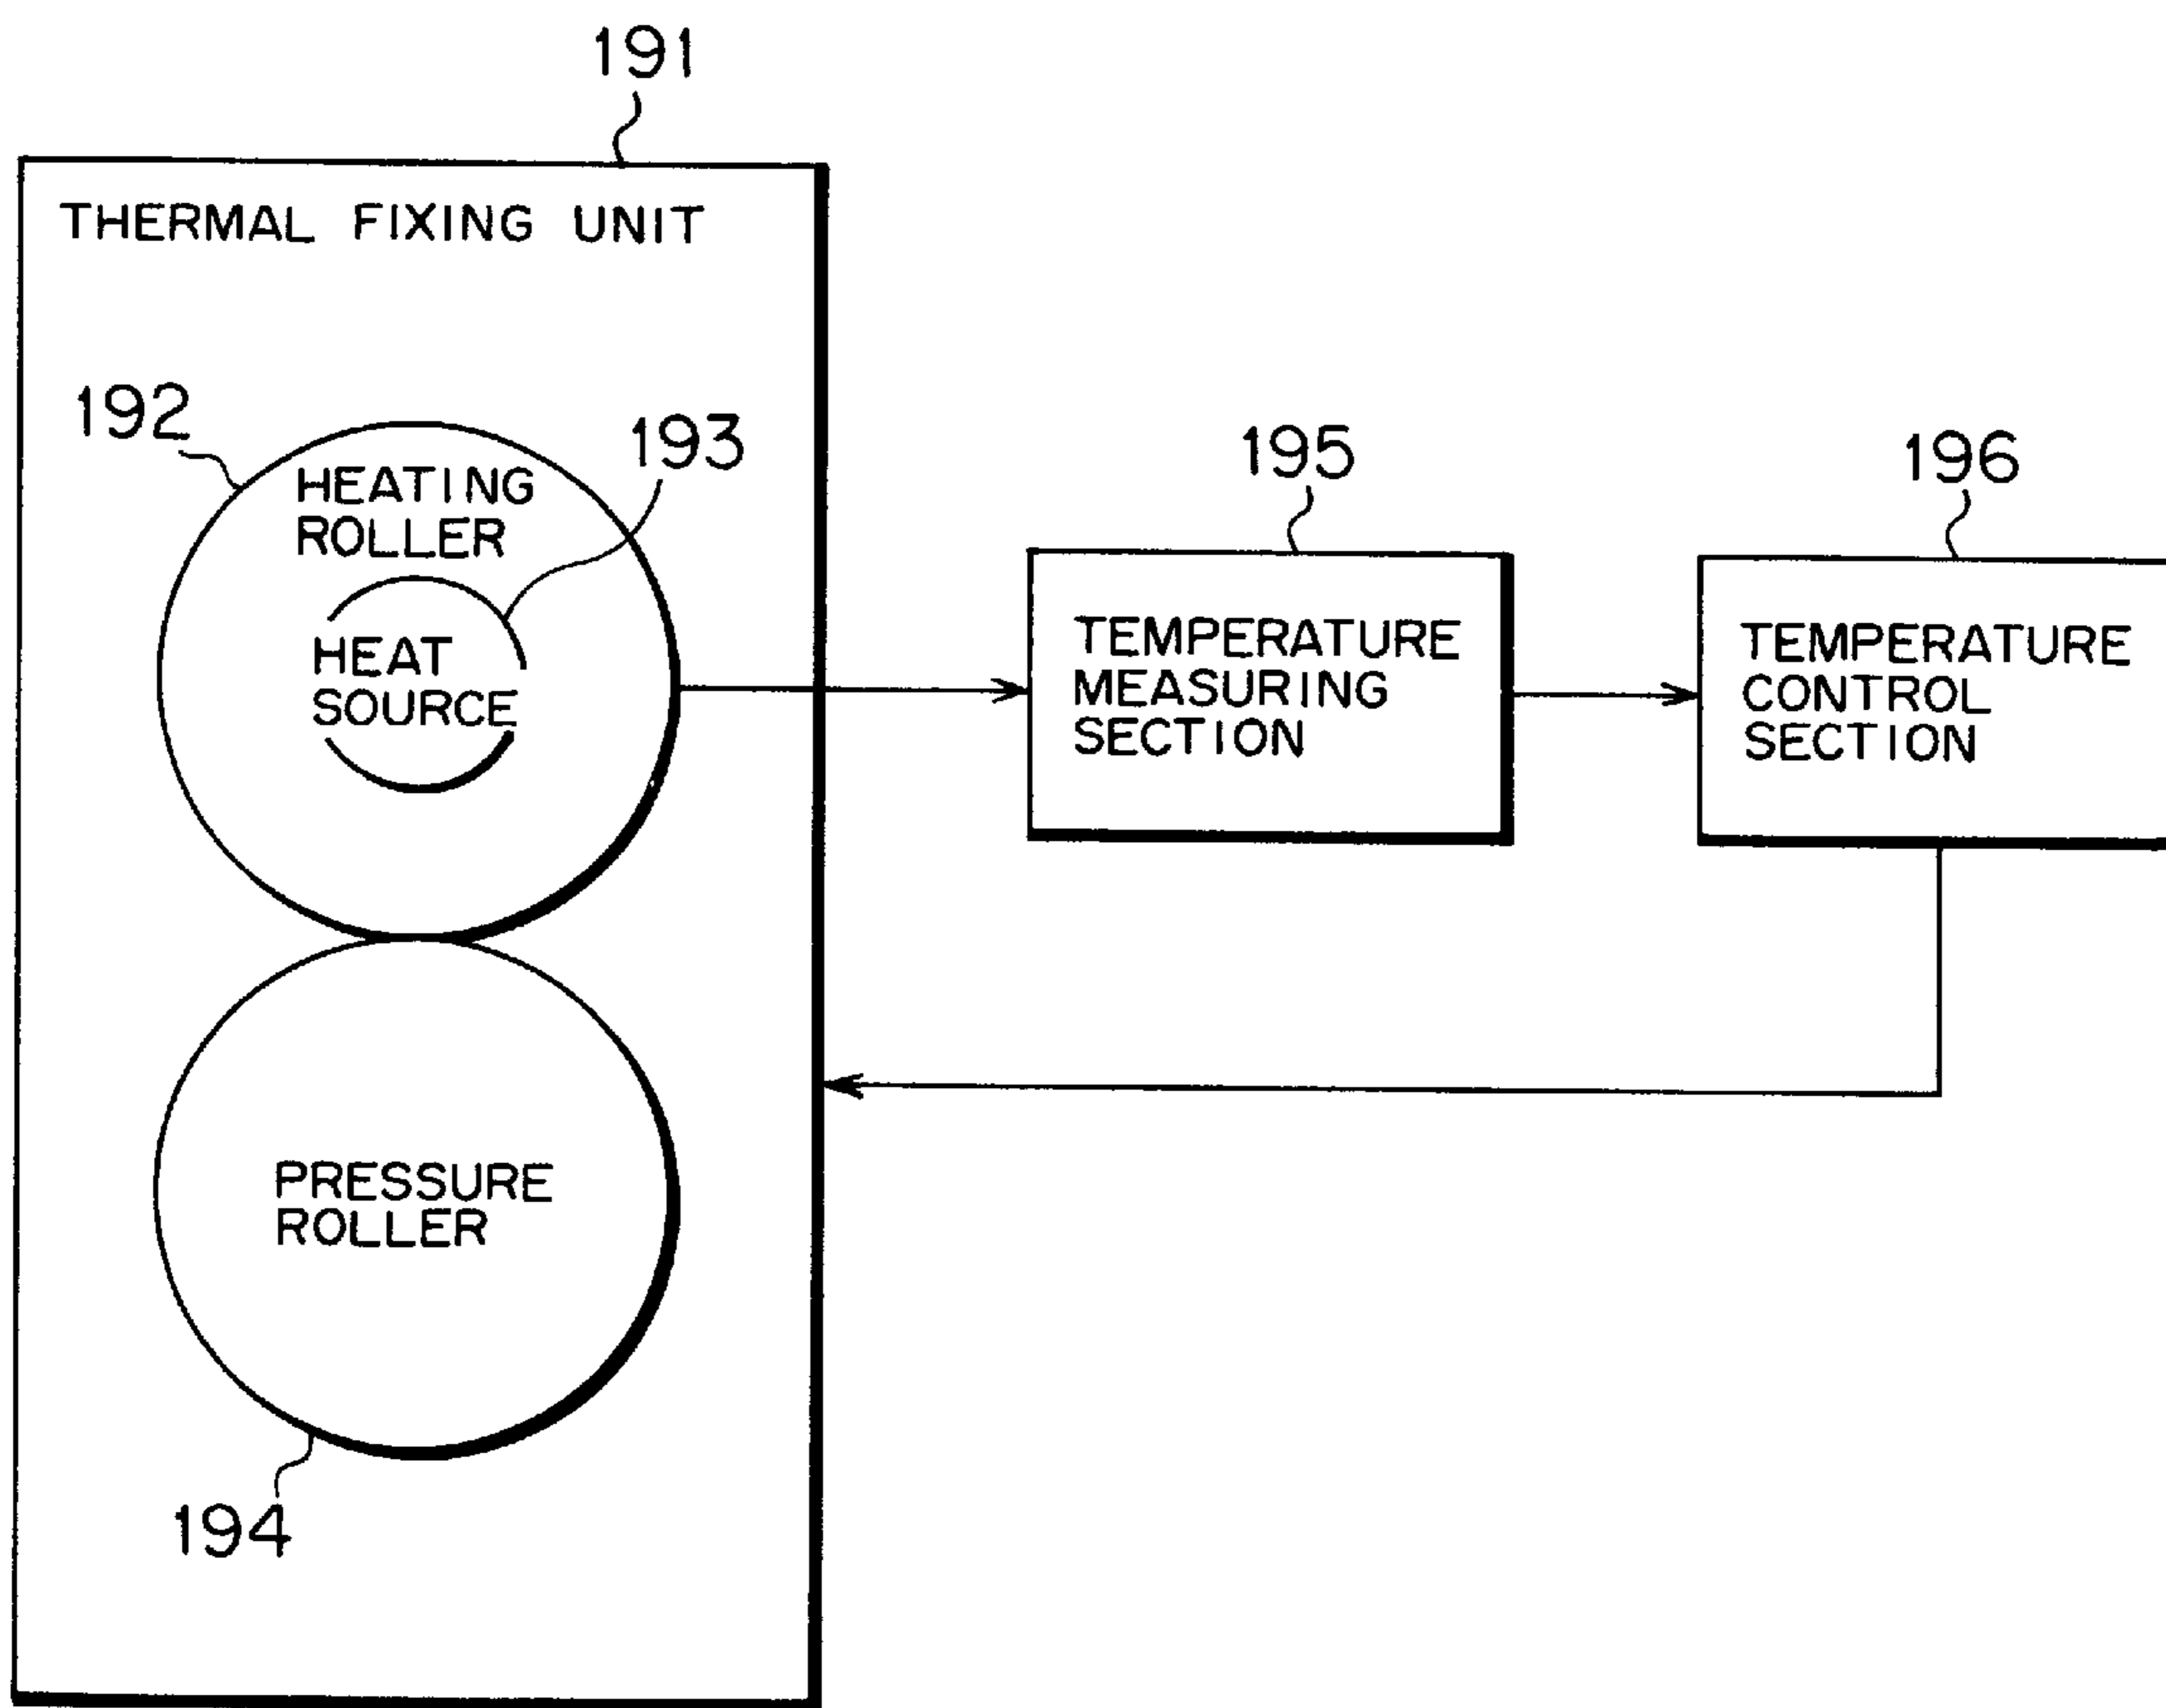 191
THERMAL FIXING UNIT
192
193
HEATING
ROLLER
HEAT
SOURCE
195
196
TEMPERATURE
MEASURING
SECTION
TEMPERATURE
CONTROL
SECTION
PRESSURE
ROLLER
194